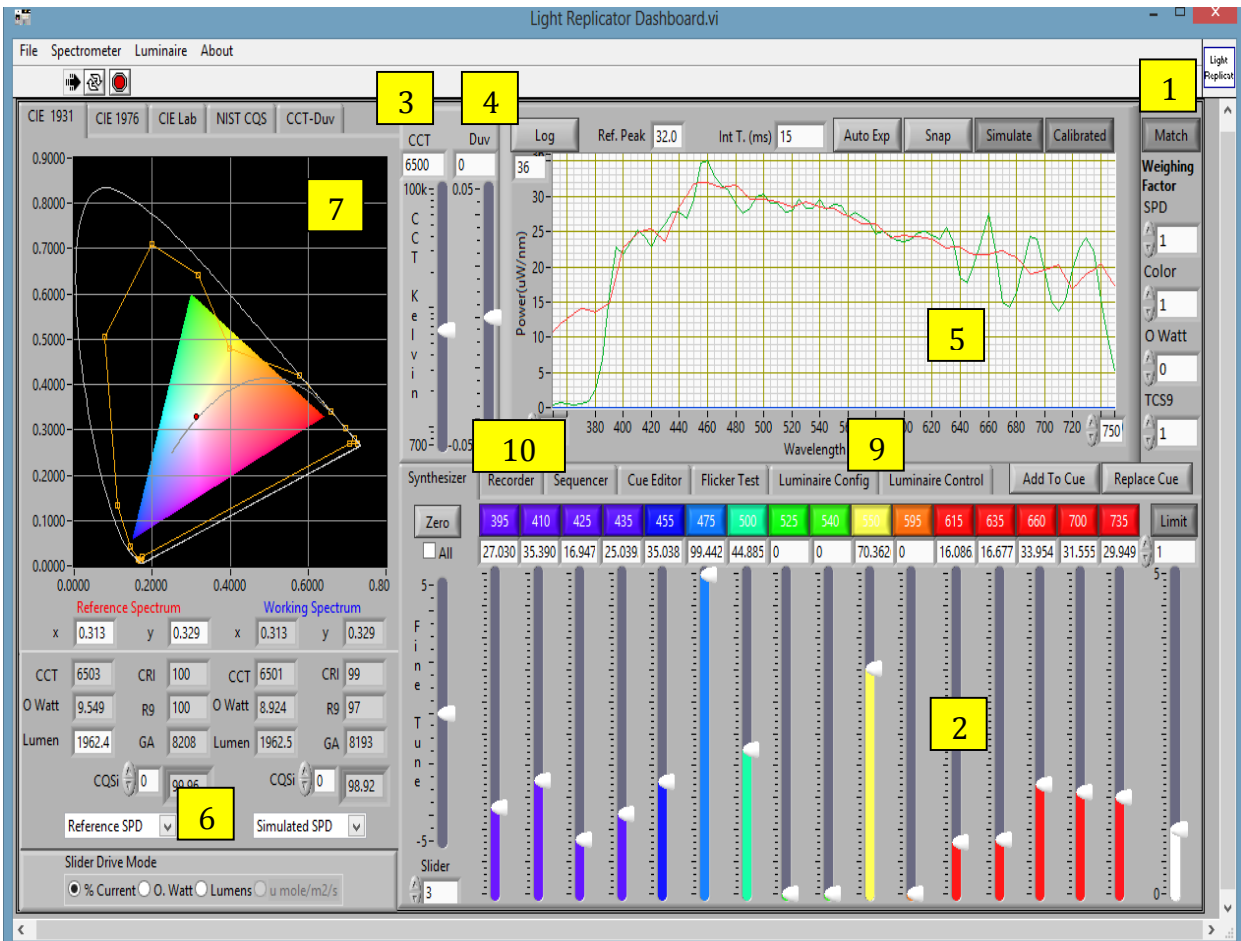 Light Replicator Dashboard.vi
File Spectrometer Luminaire About
Light
Replicat
3 4 1
CIE 1931 CIE 1976 CIE Lab NIST CQS CCT-Duv
CCT Duv
6500 0
Log Ref. Peak 32.0 Int T. (ms) 15 Auto Exp Snap Simulate Calibrated Match
Weighing
Factor
SPD
1
Color
1
O Watt
0
TCS9
1
0.9000
0.8000
0.7000
0.6000
0.5000
0.4000
0.3000
0.2000
0.1000
0.0000
0.0000 0.2000 0.4000 0.6000 0.80
7
100k 0.05
CCT Kelvin
700 -0.05
36
30
25
20
15
10
5
0
Power(uW/nm)
5
380 400 420 440 460 480 500 520 540 560 580 600 620 640 660 680 700 720 750
Wavelength
10 9
Synthesizer Recorder Sequencer Cue Editor Flicker Test Luminaire Config Luminaire Control Add To Cue Replace Cue
Zero 395 410 425 435 455 475 500 525 540 550 595 615 635 660 700 735 Limit
All 27.030 35.390 16.947 25.039 35.038 99.442 44.885 0 0 70.362 0 16.086 16.677 33.954 31.555 29.949 1
5 5
Fine Tune
-5 0
2
Slider
3
Reference Spectrum Working Spectrum
x 0.313 y 0.329 x 0.313 y 0.329
CCT 6503 CRI 100 CCT 6501 CRI 99
O Watt 9.549 R9 100 O Watt 8.924 R9 97
Lumen 1962.4 GA 8208 Lumen 1962.5 GA 8193
CQSi 0 99.96 CQSi 0 98.92
Reference SPD 6 Simulated SPD
Slider Drive Mode
% Current O. Watt Lumens u mole/m2/s